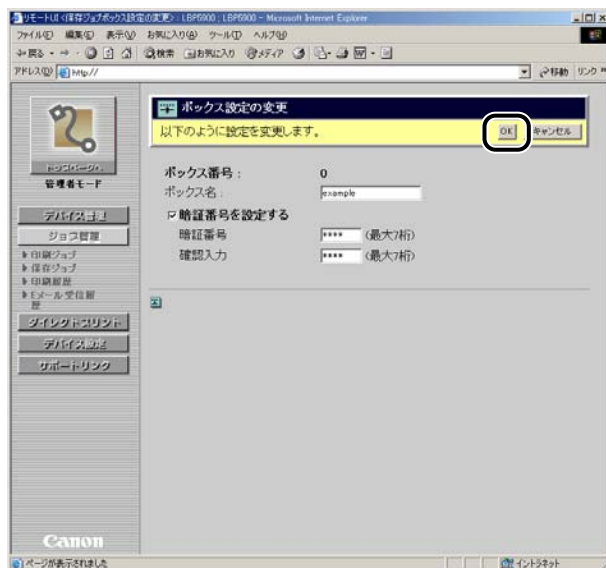 リモートUI <保存ジョブボックス設定の変更> : LBP5900 ; LBP5900 - Microsoft Internet Explorer
ファイル(F) 編集(E) 表示(V) お気に入り(A) ツール(T) ヘルプ(H)
戻る 検索 お気に入り メディア
アドレス(D) http:// 移動 リンク
ボックス設定の変更
以下のように設定を変更します。 OK キャンセル
トップページへ
管理者モード
ボックス番号 : 0
ボックス名 : example
暗証番号を設定する
暗証番号 **** (最大7桁)
確認入力 **** (最大7桁)
ジョブ管理
印刷ジョブ
保存ジョブ
印刷履歴
Eメール受信履
歴
ダイレクトプリント
デバイス設定
サポートリンク
Canon
ページが表示されました イントラネット